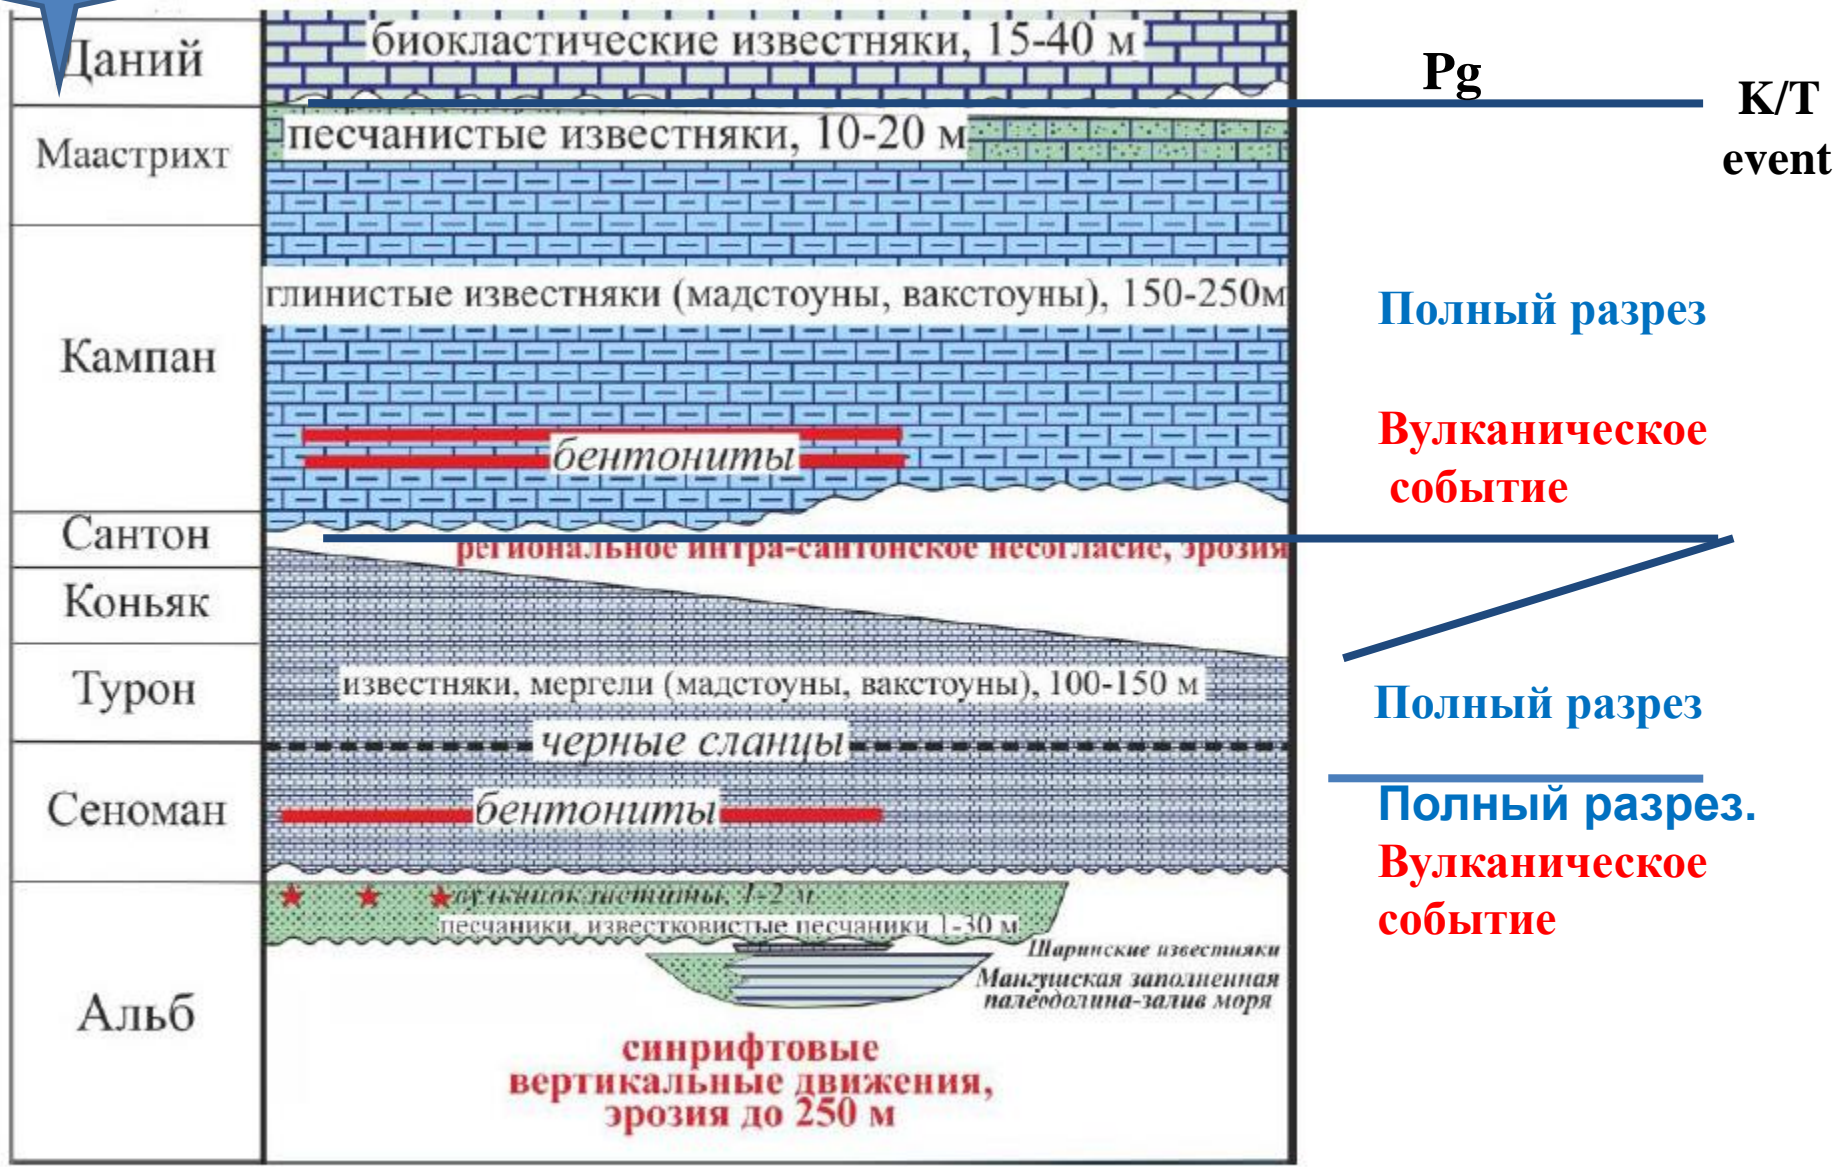 Даний
биокластические известняки, 15-40 м
Pg
K/T
event
Маастрихт
песчанистые известняки, 10-20 м
глинистые известняки (мадстоуны, вакстоуны), 150-250м
Полный разрез
Кампан
Вулканическое
событие
бентониты
Сантон
региональное интра-сантонское несогласие, эрозия
Коньяк
Турон
известняки, мергели (мадстоуны, вакстоуны), 100-150 м
Полный разрез
черные сланцы
Сеноман
бентониты
Полный разрез.
Вулканическое
событие
вулканокластиты, 1-2 м
песчаники, известковистые песчаники 1-30 м
Шаринские известняки
Мангушская заполненная
палеодолина-залив моря
Альб
синрифтовые
вертикальные движения,
эрозия до 250 м